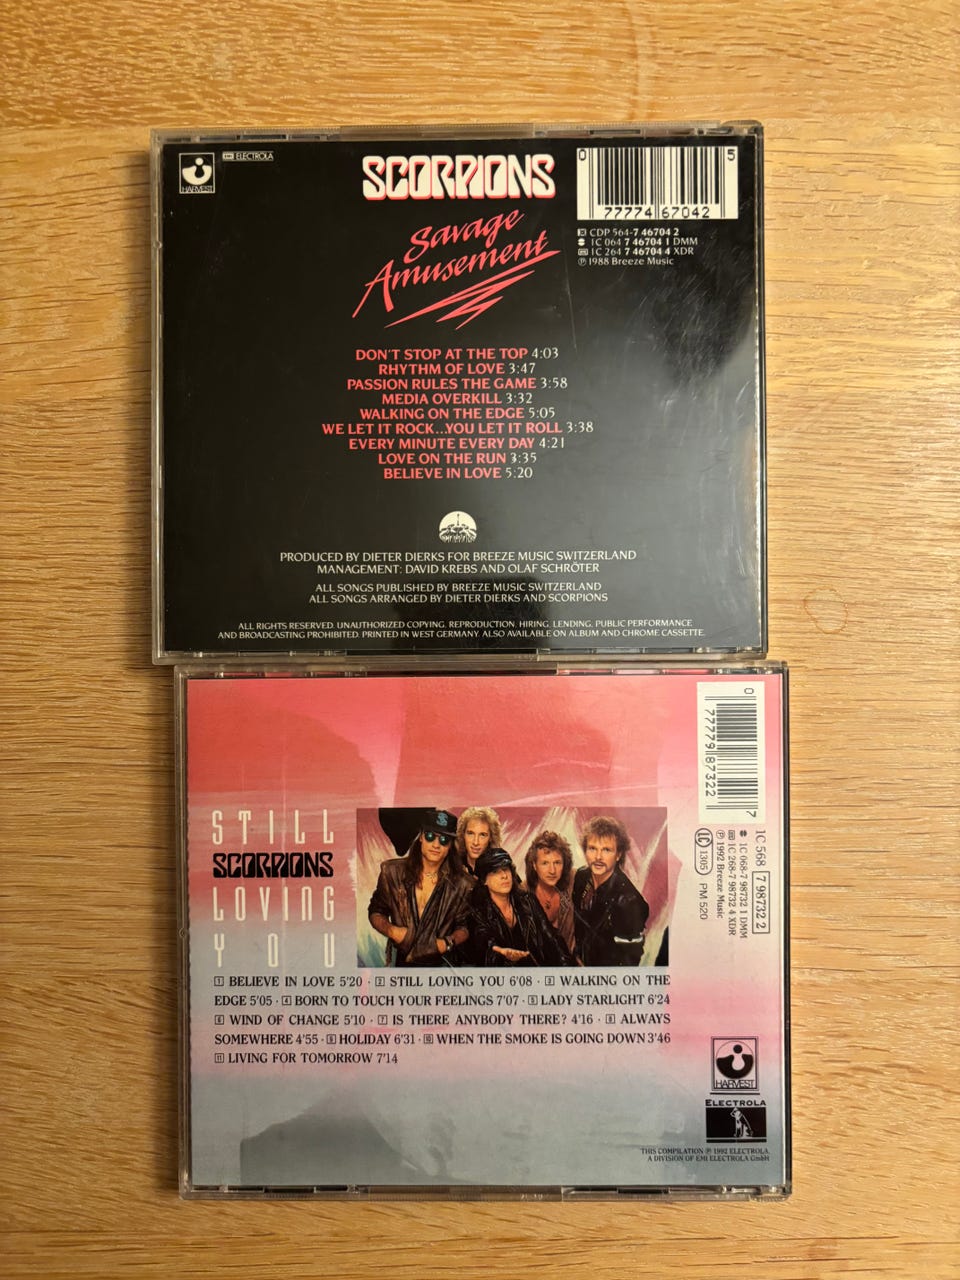 HARVEST
EMI ELECTROLA
SCORPIONS
Savage
Amusement
0 77774 67042 5
CDP 564-7 46704 2
1C 064 7 46704 1 DMM
1C 264 7 46704 4 XDR
℗ 1988 Breeze Music
DON'T STOP AT THE TOP 4:03
RHYTHM OF LOVE 3:47
PASSION RULES THE GAME 3:58
MEDIA OVERKILL 3:32
WALKING ON THE EDGE 5:05
WE LET IT ROCK...YOU LET IT ROLL 3:38
EVERY MINUTE EVERY DAY 4:21
LOVE ON THE RUN 3:35
BELIEVE IN LOVE 5:20
PRODUCED BY DIETER DIERKS FOR BREEZE MUSIC SWITZERLAND
MANAGEMENT: DAVID KREBS AND OLAF SCHRÖTER
ALL SONGS PUBLISHED BY BREEZE MUSIC SWITZERLAND
ALL SONGS ARRANGED BY DIETER DIERKS AND SCORPIONS
ALL RIGHTS RESERVED. UNAUTHORIZED COPYING, REPRODUCTION, HIRING, LENDING, PUBLIC PERFORMANCE
AND BROADCASTING PROHIBITED. PRINTED IN WEST GERMANY. ALSO AVAILABLE ON ALBUM AND CHROME CASSETTE.
0 77779 87322 7
1C 568 7 98732 2
1C 068-7 98732 1 DMM
1C 268-7 98732 4 XDR
℗ 1992 Breeze Music
LC 1305 PM 520
STILL
SCORPIONS
LOVING
YOU
1 BELIEVE IN LOVE 5'20 · 2 STILL LOVING YOU 6'08 · 3 WALKING ON THE
EDGE 5'05 · 4 BORN TO TOUCH YOUR FEELINGS 7'07 · 5 LADY STARLIGHT 6'24
6 WIND OF CHANGE 5'10 · 7 IS THERE ANYBODY THERE? 4'16 · 8 ALWAYS
SOMEWHERE 4'55 · 9 HOLIDAY 6'31 · 10 WHEN THE SMOKE IS GOING DOWN 3'46
11 LIVING FOR TOMORROW 7'14
HARVEST
ELECTROLA
THIS COMPILATION ℗ 1992 ELECTROLA,
A DIVISION OF EMI ELECTROLA GmbH